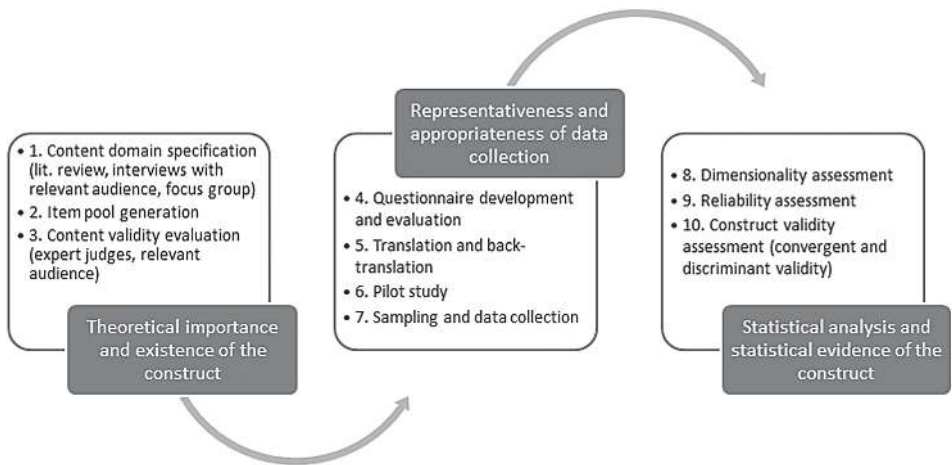 • 1. Content domain specification
(lit. review, interviews with
relevant audience, focus group)
• 2. Item pool generation
• 3. Content validity evaluation
(expert judges, relevant
audience)
Theoretical importance
and existence of the
construct
Representativeness and
appropriateness of data
collection
• 4. Questionnaire development
and evaluation
• 5. Translation and back-
translation
• 6. Pilot study
• 7. Sampling and data collection
• 8. Dimensionality assessment
• 9. Reliability assessment
• 10. Construct validity
assessment (convergent and
discriminant validity)
Statistical analysis and
statistical evidence of the
construct